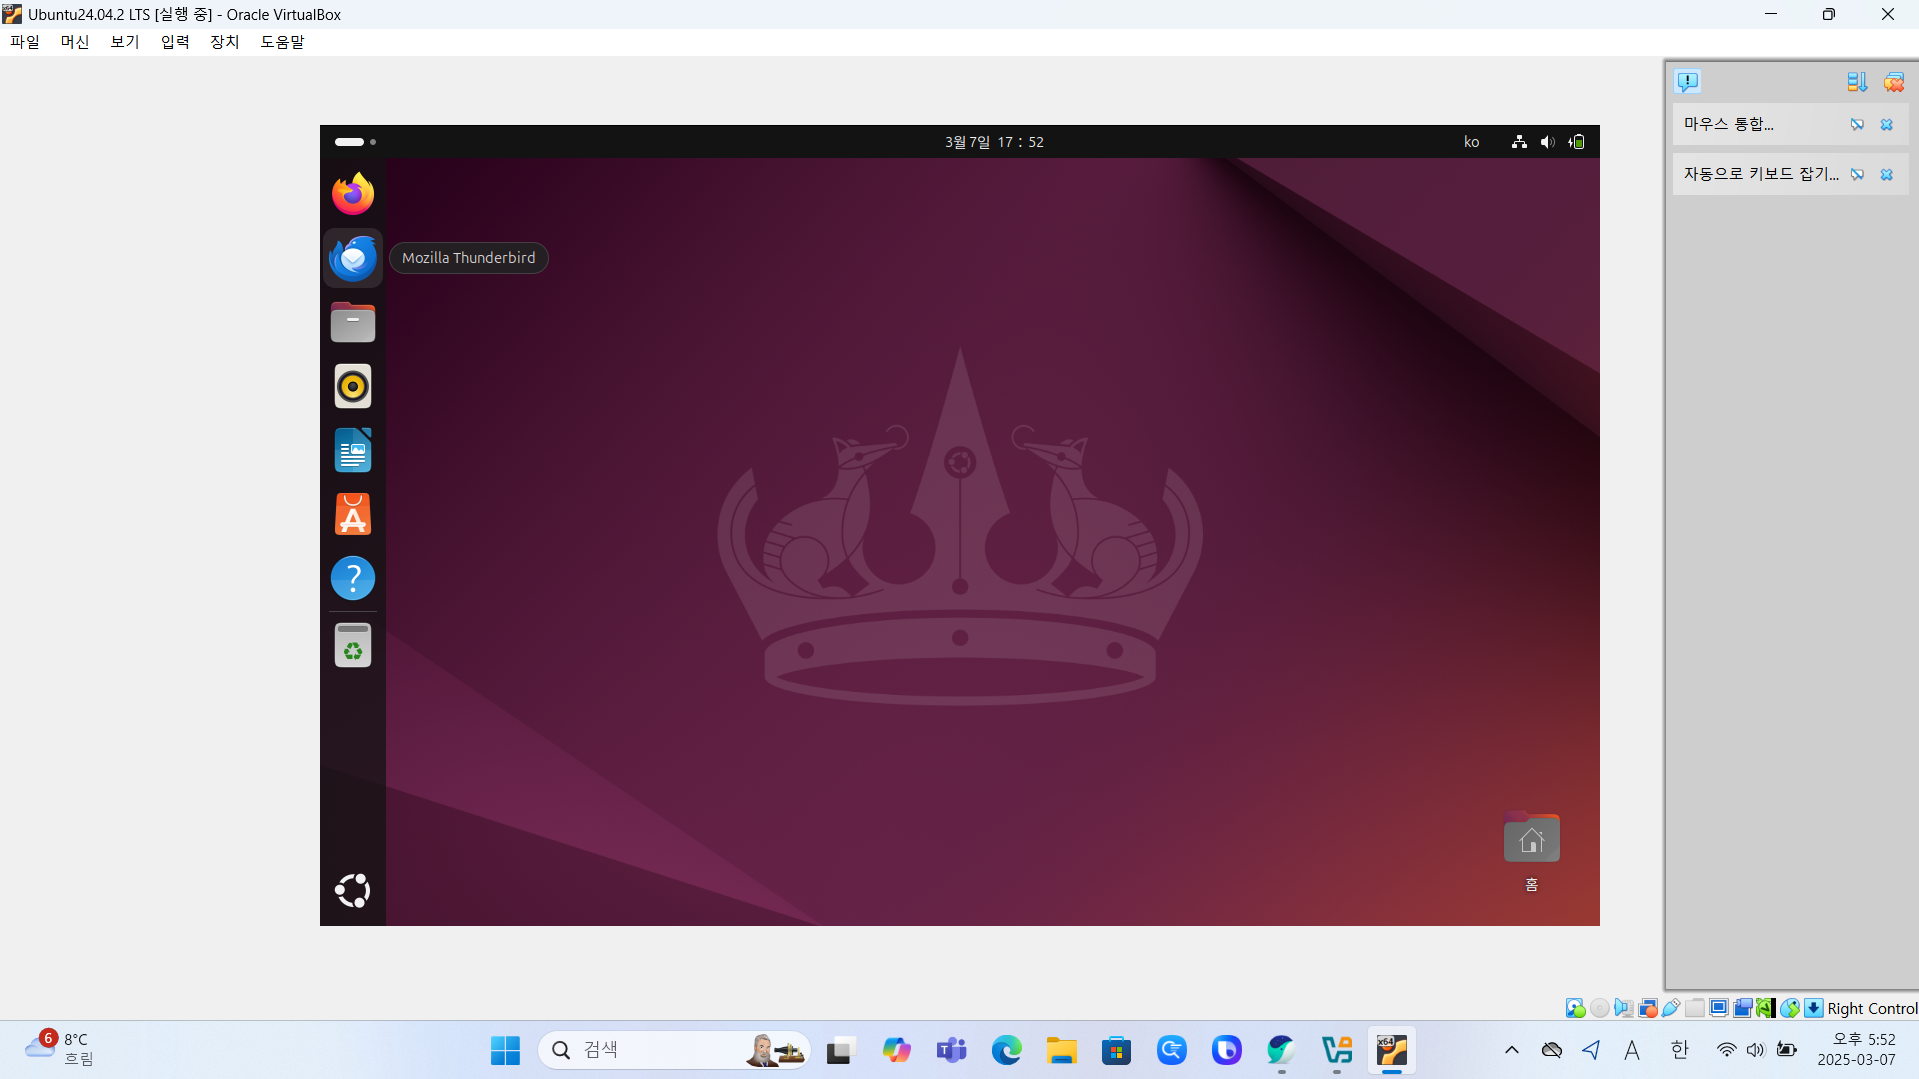 Ubuntu24.04.2 LTS [실행 중] - Oracle VirtualBox
파일 머신 보기 입력 장치 도움말
마우스 통합...
자동으로 키보드 잡기...
3월 7일 17 : 52
ko
Mozilla Thunderbird
홈
Right Control
6
8°C
흐림
검색
x64
A
한
오후 5:52
2025-03-07